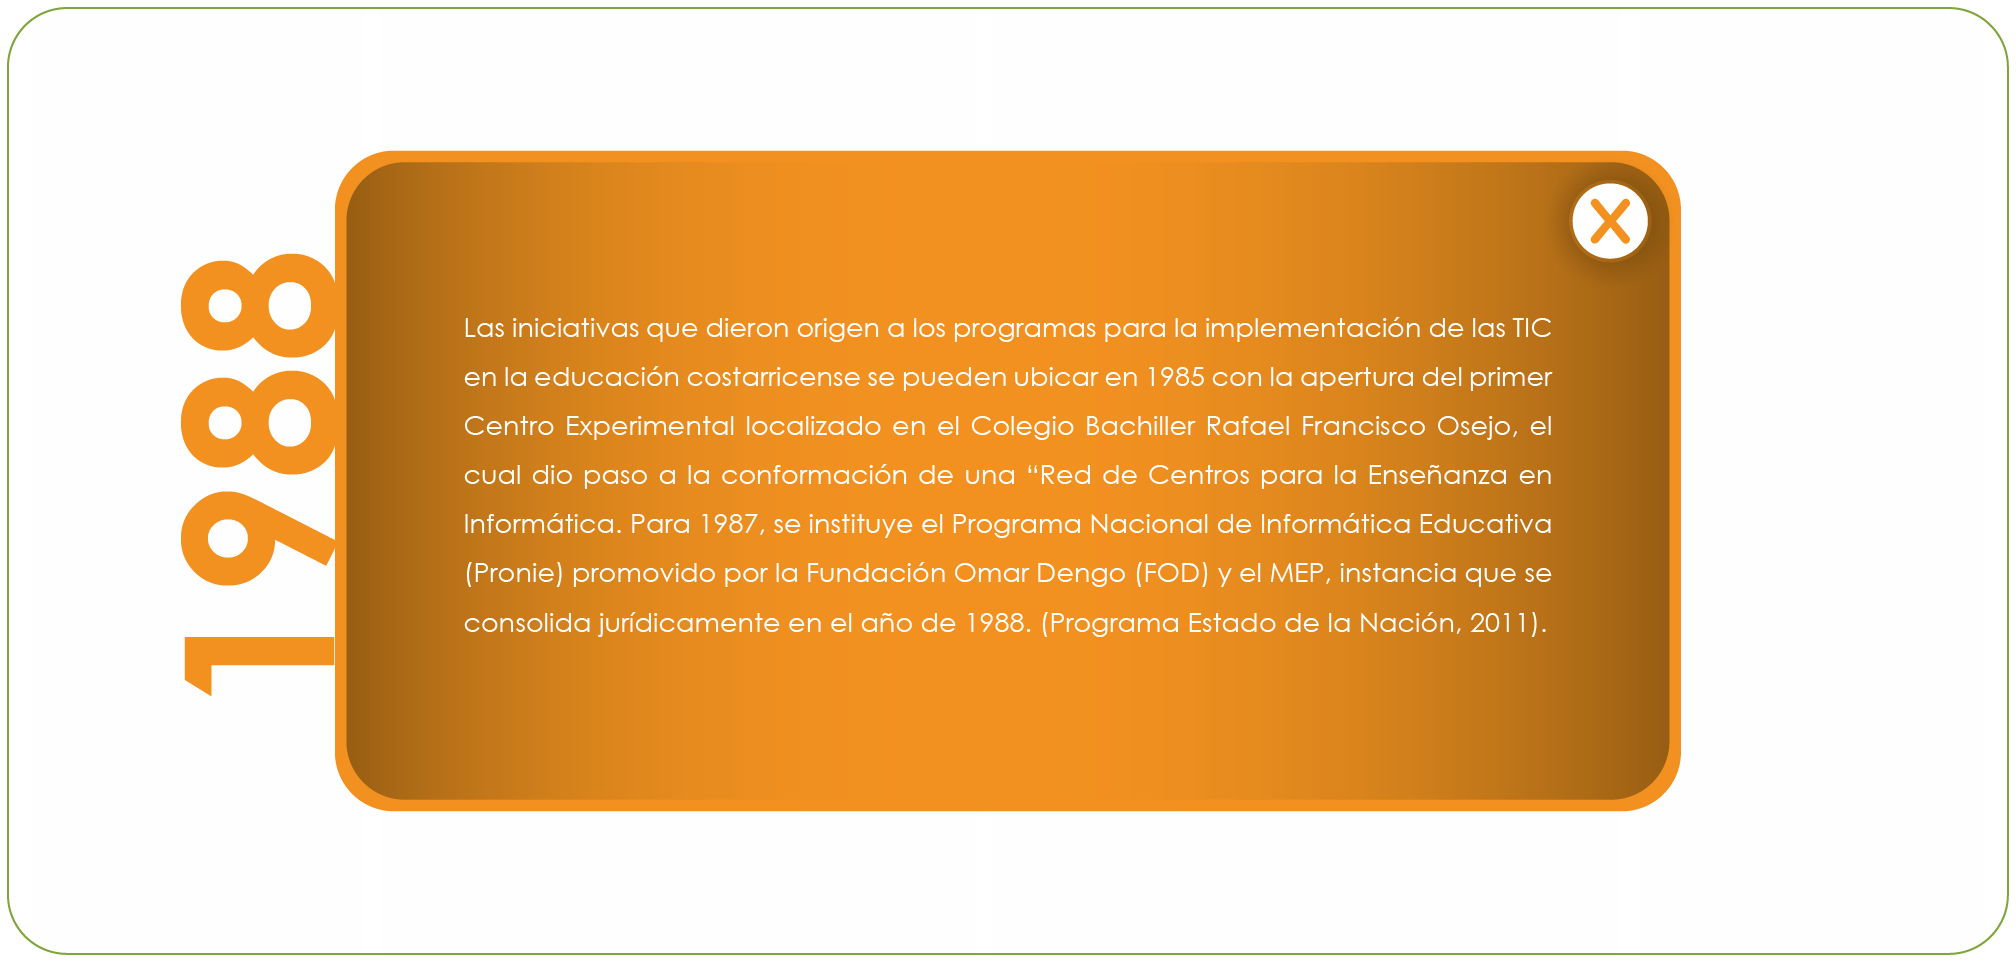 1988
X
Las iniciativas que dieron origen a los programas para la implementación de las TIC
en la educación costarricense se pueden ubicar en 1985 con la apertura del primer
Centro Experimental localizado en el Colegio Bachiller Rafael Francisco Osejo, el
cual dio paso a la conformación de una “Red de Centros para la Enseñanza en
Informática. Para 1987, se instituye el Programa Nacional de Informática Educativa
(Pronie) promovido por la Fundación Omar Dengo (FOD) y el MEP, instancia que se
consolida jurídicamente en el año de 1988. (Programa Estado de la Nación, 2011).